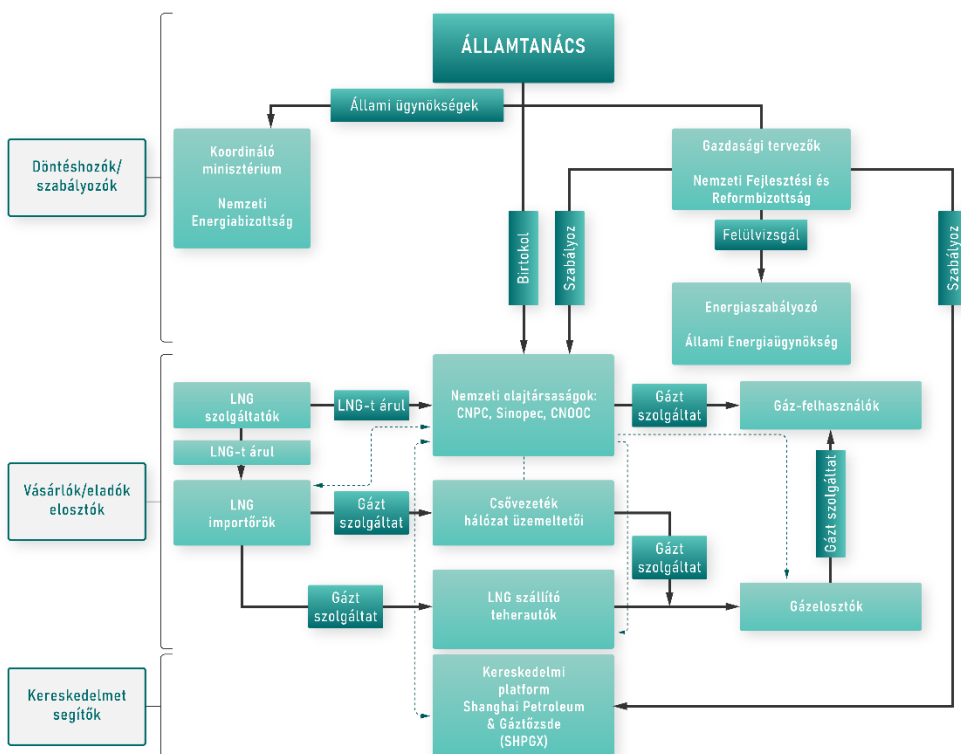 ÁLLAMTANÁCS
Állami ügynökségek
Döntéshozók/
szabályozók
Koordináló
minisztérium
Nemzeti
Energiabizottság
Gazdasági tervezők
Nemzeti Fejlesztési és
Reformbizottság
Birtokol
Szabályoz
Felülvizsgál
Szabályoz
Energiaszabályozó
Állami Energiaügynökség
Vásárlók/eladók
elosztók
LNG
szolgáltatók
LNG-t árul
Nemzeti olajtársaságok:
CNPC, Sinopec, CNOOC
Gázt
szolgáltat
Gáz-felhasználók
LNG-t árul
LNG
importőrök
Gázt
szolgáltat
Csővezeték
hálózat üzemeltetői
Gázt
szolgáltat
Gázt szolgáltat
Gázt
szolgáltat
LNG szállító
teherautók
Gázelosztók
Kereskedelmet
segítők
Kereskedelmi
platform
Shanghai Petroleum
& Gáztőzsde
(SHPGX)